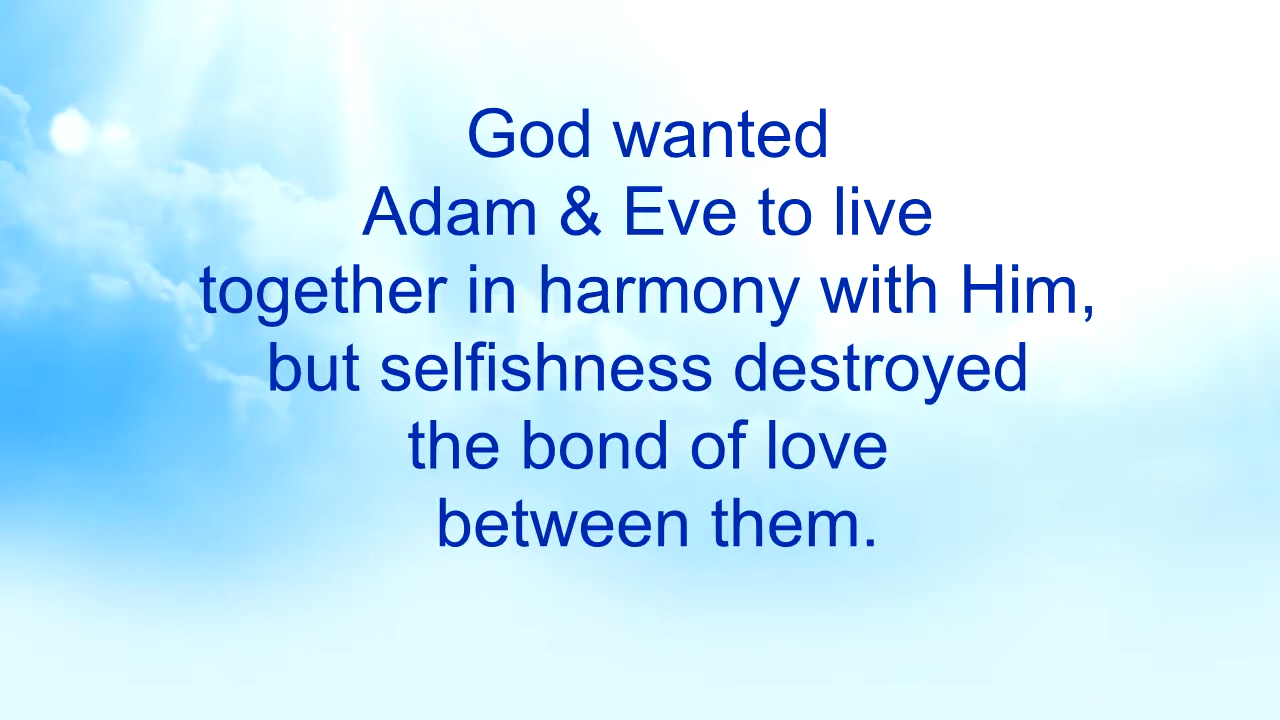 God wanted
Adam & Eve to live
together in harmony with Him,
but selfishness destroyed
the bond of love
between them.